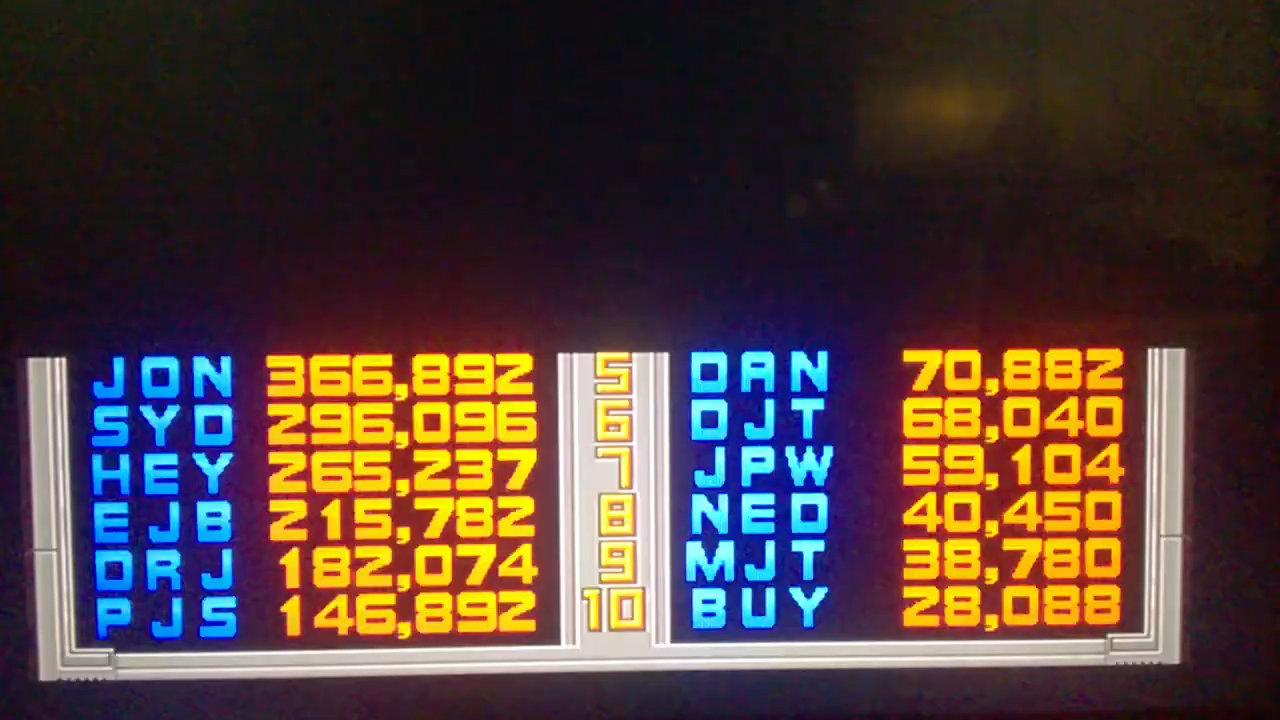 JON 366,892 5 DAN 70,882
SYD 296,096 6 DJT 68,040
HEY 265,237 7 JPW 59,104
EJB 215,782 8 NED 40,450
DRJ 182,074 9 MJT 38,780
PJS 146,892 10 BUY 28,088